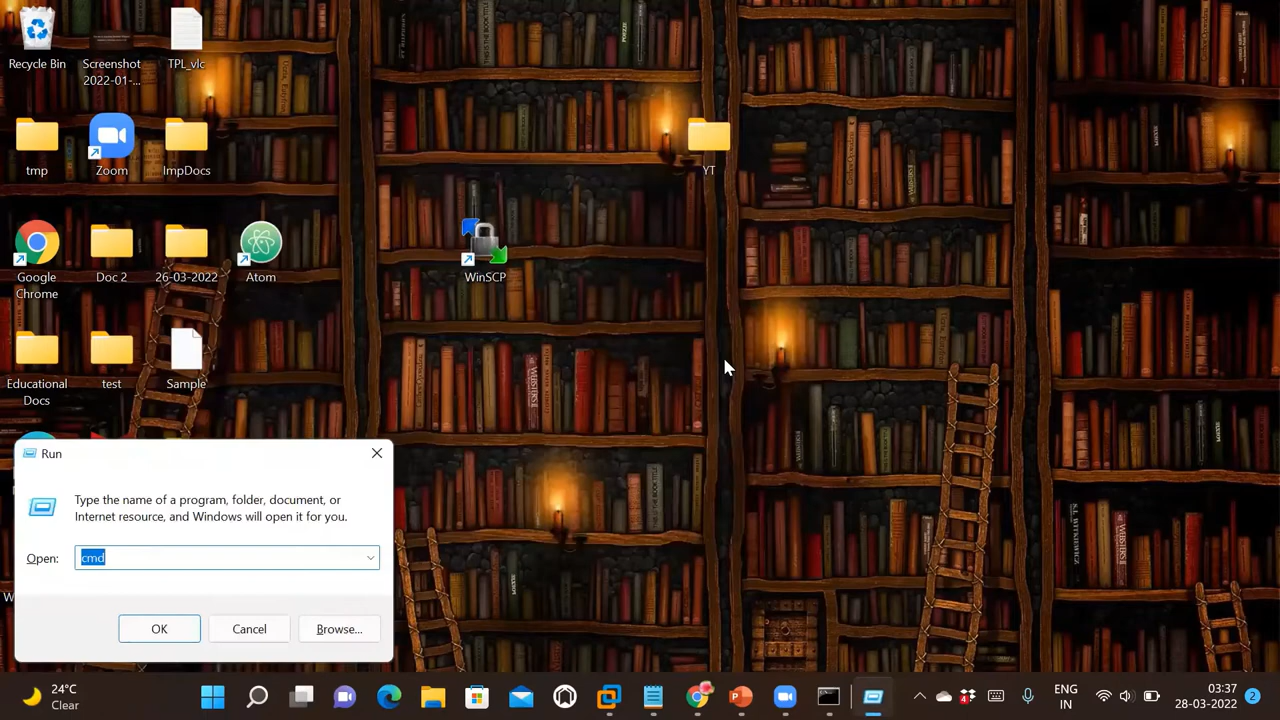 Recycle Bin
Screenshot
2022-01-...
TPL_vlc
tmp
Zoom
ImpDocs
YT
Google
Chrome
Doc 2
26-03-2022
Atom
WinSCP
Educational
Docs
test
Sample
Run
Type the name of a program, folder, document, or
Internet resource, and Windows will open it for you.
Open:
cmd
OK
Cancel
Browse...
24°C
Clear
ENG
IN
03:37
28-03-2022
2
4